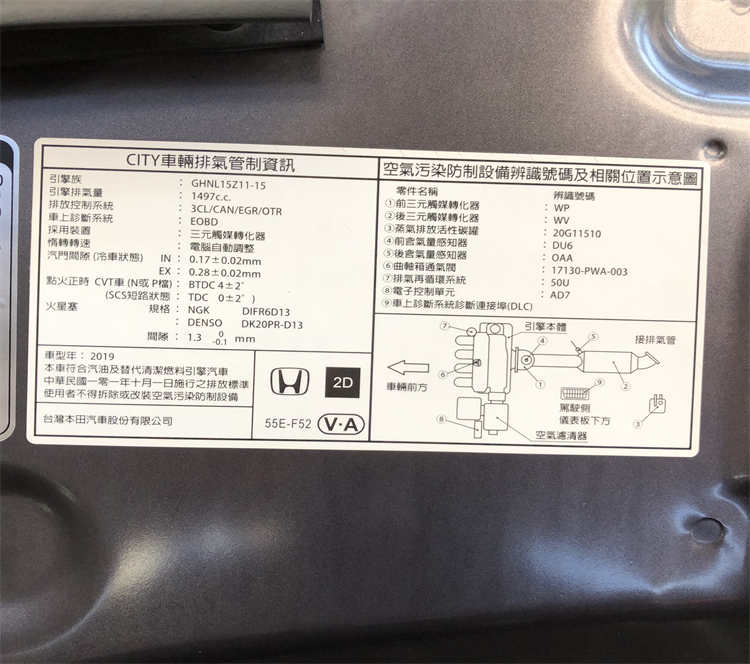 CITY車輛排氣管制資訊
引擎族 : GHNL15Z11-15
引擎排氣量 : 1497c.c.
排放控制系統 : 3CL/CAN/EGR/OTR
車上診斷系統 : EOBD
採用裝置 : 三元觸媒轉化器
惰轉轉速 : 電腦自動調整
汽門間隙 (冷車狀態) IN : 0.17±0.02mm
EX : 0.28±0.02mm
點火正時 CVT車 (N或P檔) : BTDC 4±2°
(SCS短路狀態 : TDC 0±2°)
火星塞 規格 : NGK DIFR6D13
: DENSO DK20PR-D13
間隙 : 1.3 0 -0.1 mm
車型年：2019
本車符合汽油及替代清潔燃料引擎汽車
中華民國一零一年十月一日施行之排放標準
使用者不得拆除或改裝空氣污染防制設備
台灣本田汽車股份有限公司
2D
55E-F52 V·A
空氣污染防制設備辨識號碼及相關位置示意圖
零件名稱 辨識號碼
①前三元觸媒轉化器 : WP
②後三元觸媒轉化器 : WV
③蒸氣排放活性碳罐 : 20G11510
④前含氧量感知器 : DU6
⑤後含氧量感知器 : OAA
⑥曲軸箱通氣閥 : 17130-PWA-003
⑦排氣再循環系統 : 50U
⑧電子控制單元 : AD7
⑨車上診斷系統診斷連接埠(DLC)
⑦
引擎本體
④
⑤
接排氣管
⑥
①
②
車輛前方
⑨
駕駛側
儀表板下方
③
⑧
空氣濾清器